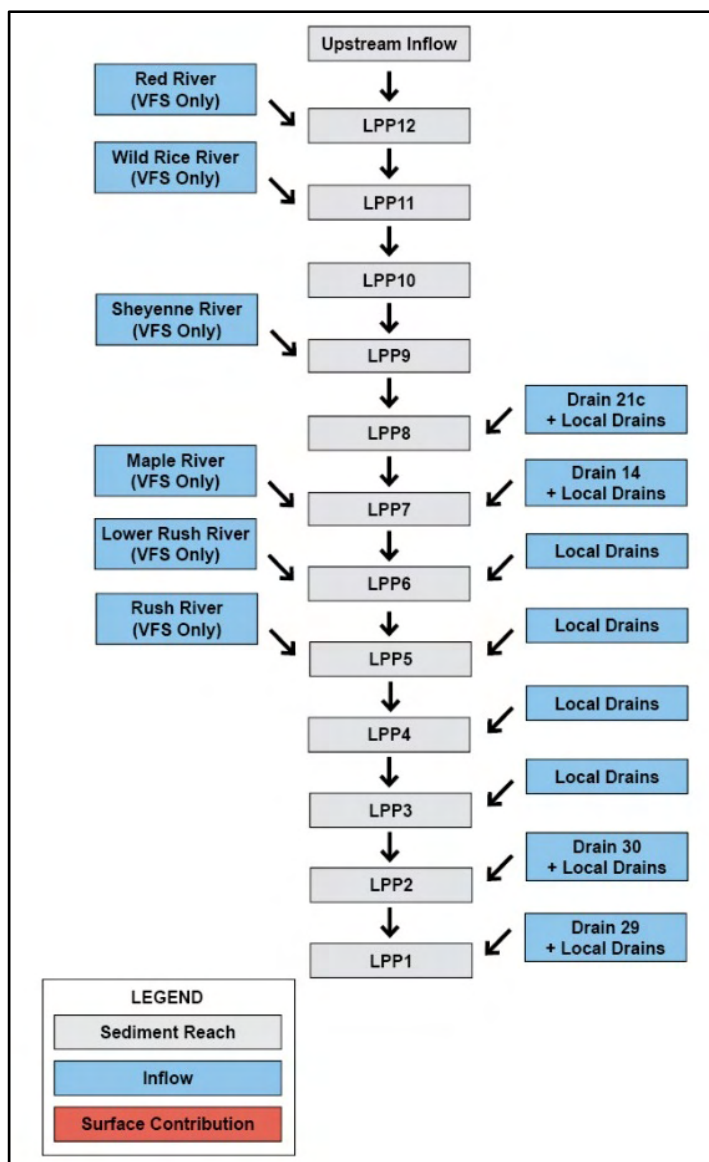 Upstream Inflow
Red River
(VFS Only)
LPP12
Wild Rice River
(VFS Only)
LPP11
LPP10
Sheyenne River
(VFS Only)
LPP9
Drain 21c
+ Local Drains
LPP8
Maple River
(VFS Only)
Drain 14
+ Local Drains
LPP7
Lower Rush River
(VFS Only)
Local Drains
LPP6
Rush River
(VFS Only)
Local Drains
LPP5
Local Drains
LPP4
Local Drains
LPP3
Drain 30
+ Local Drains
LPP2
Drain 29
+ Local Drains
LPP1
LEGEND
Sediment Reach
Inflow
Surface Contribution